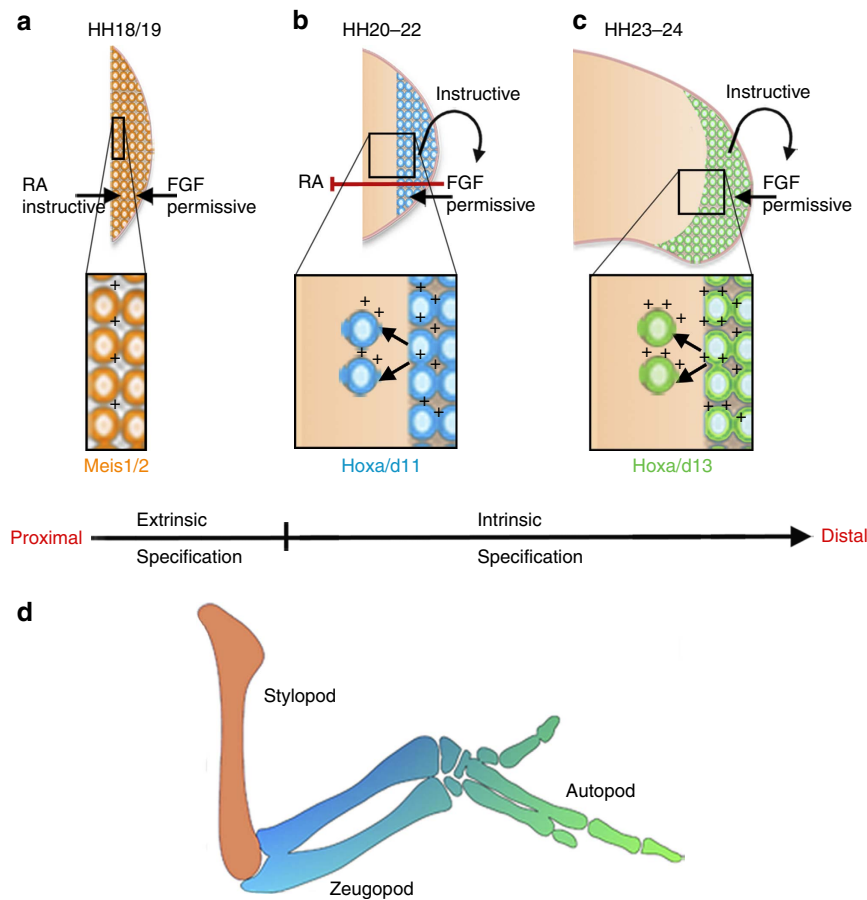 a
HH18/19
RA
instructive
FGF
permissive
+
+
+
+
Meis1/2
b
HH20–22
Instructive
RA
FGF
permissive
+ +
+ +
+
+ + +
+
+
+
Hoxa/d11
c
HH23–24
Instructive
FGF
permissive
+ + + +
+ + +
+ + + +
+ +
+ + +
Hoxa/d13
Proximal
Extrinsic
Specification
Intrinsic
Specification
Distal
d
Stylopod
Zeugopod
Autopod